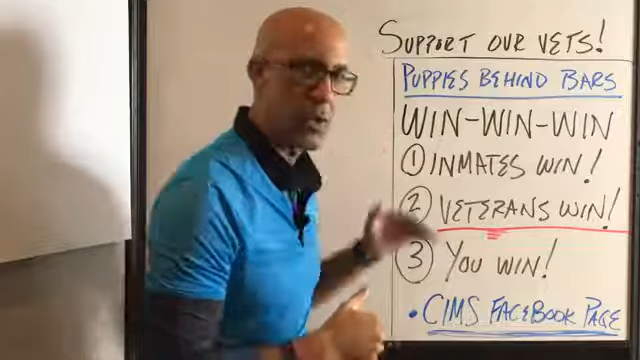 SUPPORT OUR VETS!
PUPPIES BEHIND BARS
WIN-WIN-WIN
① INMATES WIN!
② VETERANS WIN!
③ YOU WIN!
• CIMS FACEBOOK PAGE